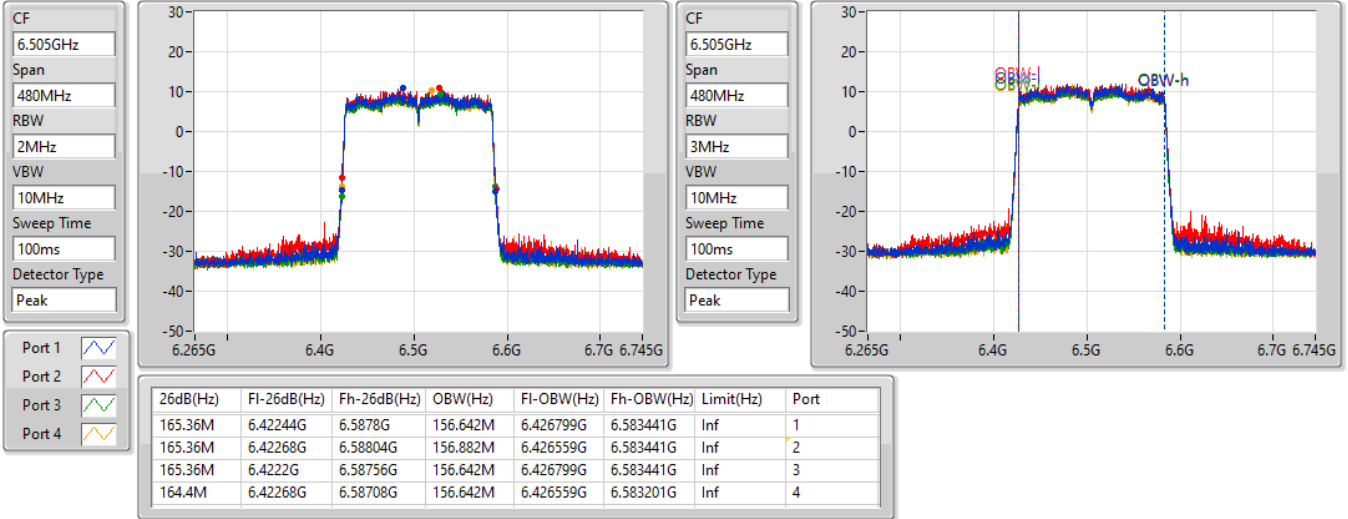 CF
6.505GHz
Span
480MHz
RBW
2MHz
VBW
10MHz
Sweep Time
100ms
Detector Type
Peak
30
20
10
0
-10
-20
-30
-40
-50
6.265G 6.4G 6.5G 6.6G 6.7G 6.745G
CF
6.505GHz
Span
480MHz
RBW
3MHz
VBW
10MHz
Sweep Time
100ms
Detector Type
Peak
30
20
10
0
-10
-20
-30
-40
-50
OBW-l
OBW-h
6.265G 6.4G 6.5G 6.6G 6.7G 6.745G
Port 1
Port 2
Port 3
Port 4
26dB(Hz) Fl-26dB(Hz) Fh-26dB(Hz) OBW(Hz) Fl-OBW(Hz) Fh-OBW(Hz) Limit(Hz) Port
165.36M 6.42244G 6.5878G 156.642M 6.426799G 6.583441G Inf 1
165.36M 6.42268G 6.58804G 156.882M 6.426559G 6.583441G Inf 2
165.36M 6.4222G 6.58756G 156.642M 6.426799G 6.583441G Inf 3
164.4M 6.42268G 6.58708G 156.642M 6.426559G 6.583201G Inf 4